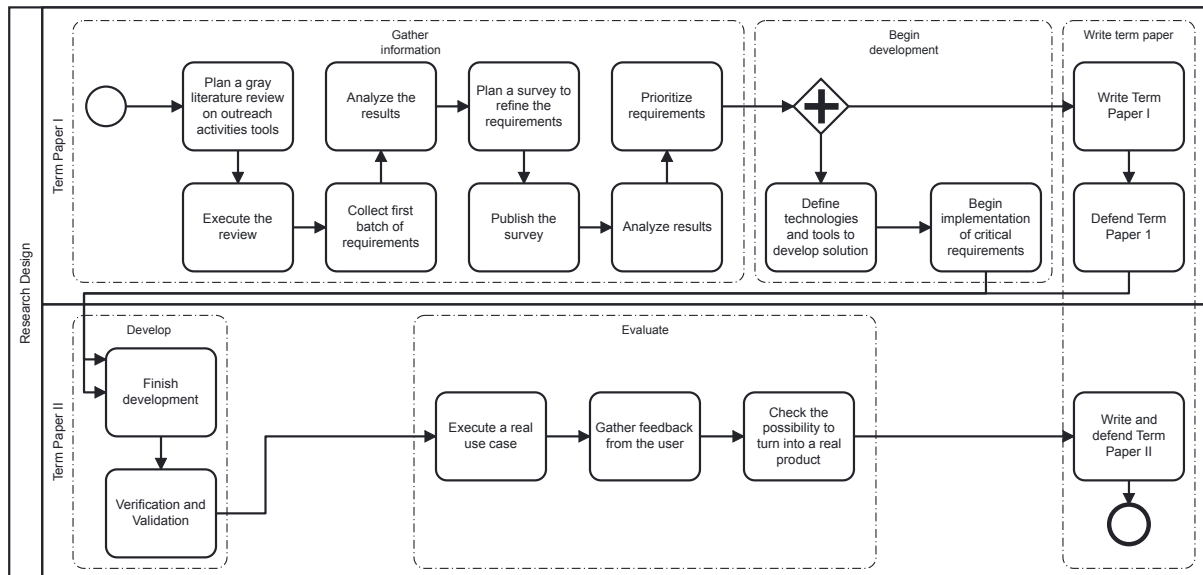 Research Design
Term Paper I
Gather
information
Plan a gray
literature review
on outreach
activities tools
Execute the
review
Collect first
batch of
requirements
Analyze the
results
Plan a survey to
refine the
requirements
Publish the
survey
Analyze results
Prioritize
requirements
Begin
development
Define
technologies
and tools to
develop solution
Begin
implementation
of critical
requirements
Write term paper
Write Term
Paper I
Defend Term
Paper 1
Term Paper II
Develop
Finish
development
Verification and
Validation
Evaluate
Execute a real
use case
Gather feedback
from the user
Check the
possibility to
turn into a real
product
Write and
defend Term
Paper II